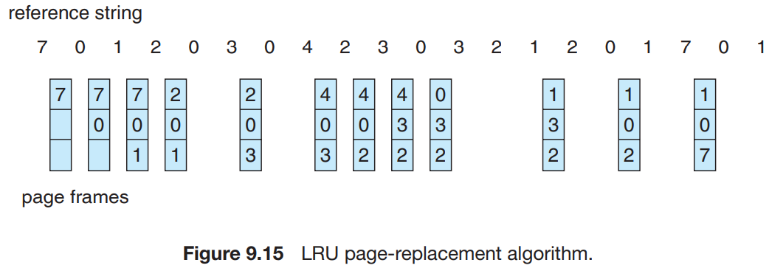 reference string
7 0 1 2 0 3 0 4 2 3 0 3 2 1 2 0 1 7 0 1
7 7 7 2 2 4 4 4 0 1 1 1
0 0 0 0 0 0 3 3 3 0 0
1 1 3 3 2 2 2 2 2 7
page frames
Figure 9.15 LRU page-replacement algorithm.